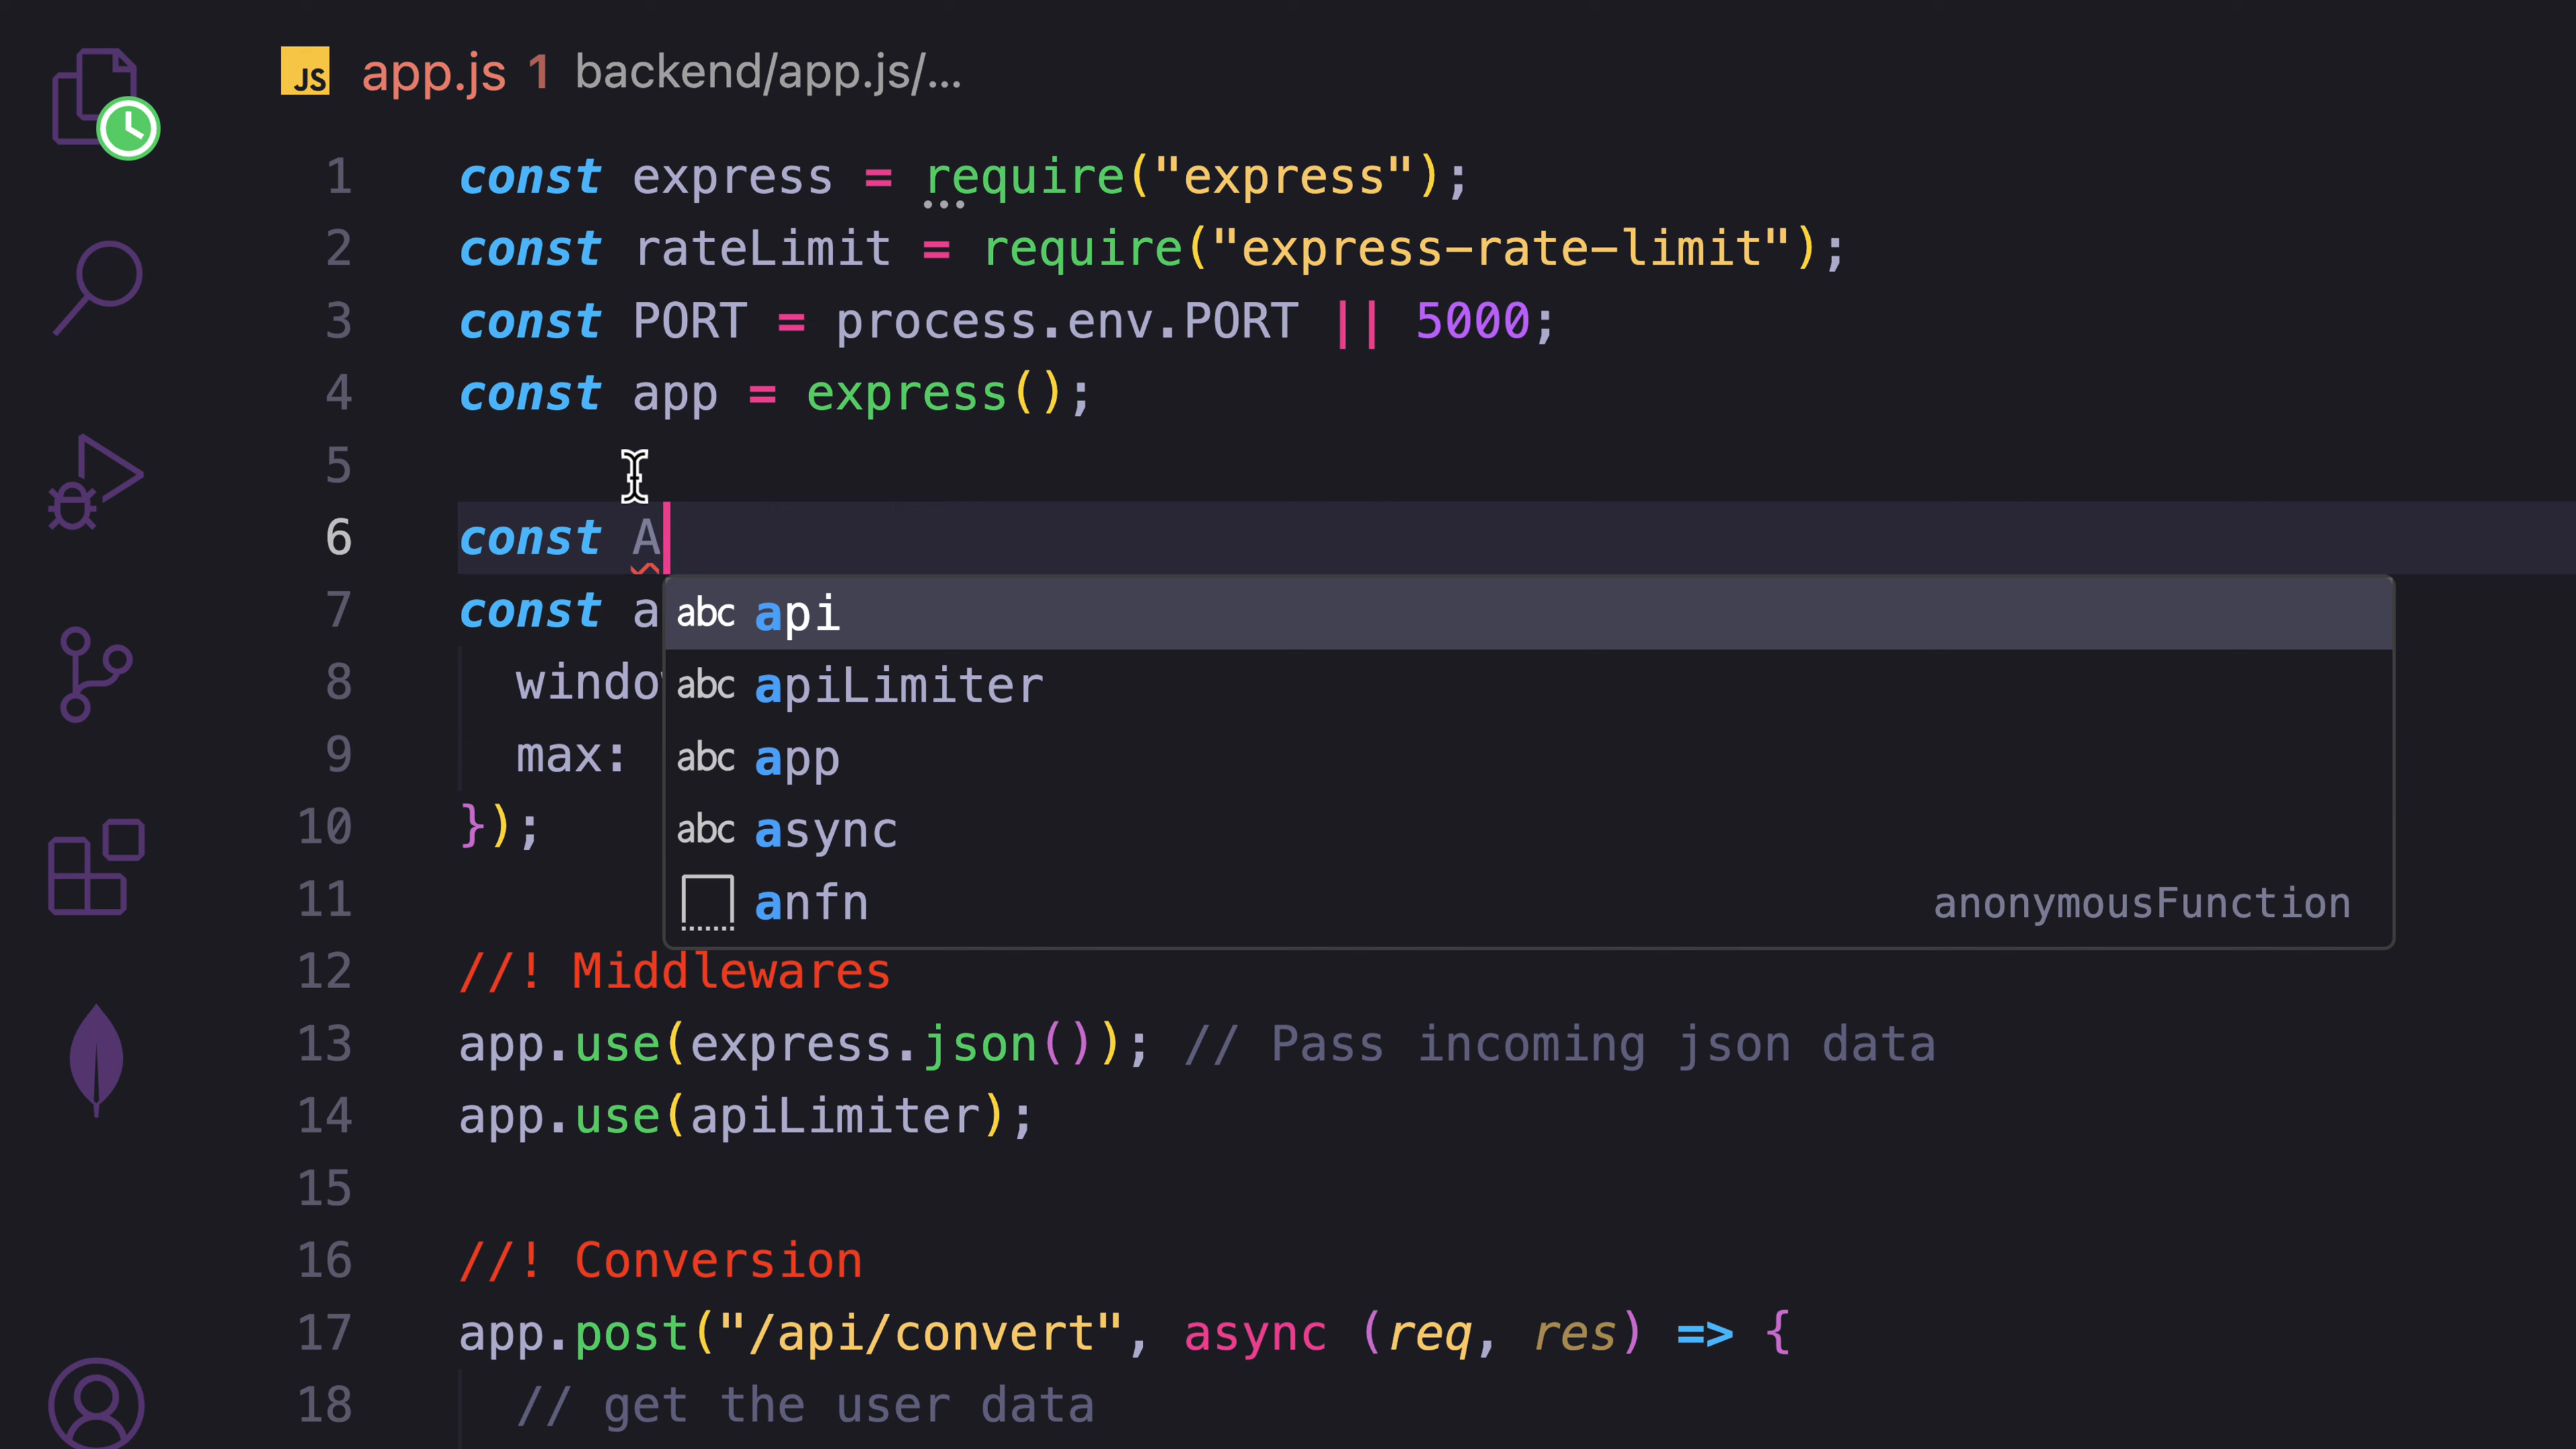 JS app.js 1 backend/app.js/...
1 const express = require("express");
2 const rateLimit = require("express-rate-limit");
3 const PORT = process.env.PORT || 5000;
4 const app = express();
5
6 const A
7 const a
abc api
8 window
abc apiLimiter
9 max:
abc app
10 });
abc async
11
anfn anonymousFunction
12 //! Middlewares
13 app.use(express.json()); // Pass incoming json data
14 app.use(apiLimiter);
15
16 //! Conversion
17 app.post("/api/convert", async (req, res) => {
18 // get the user data